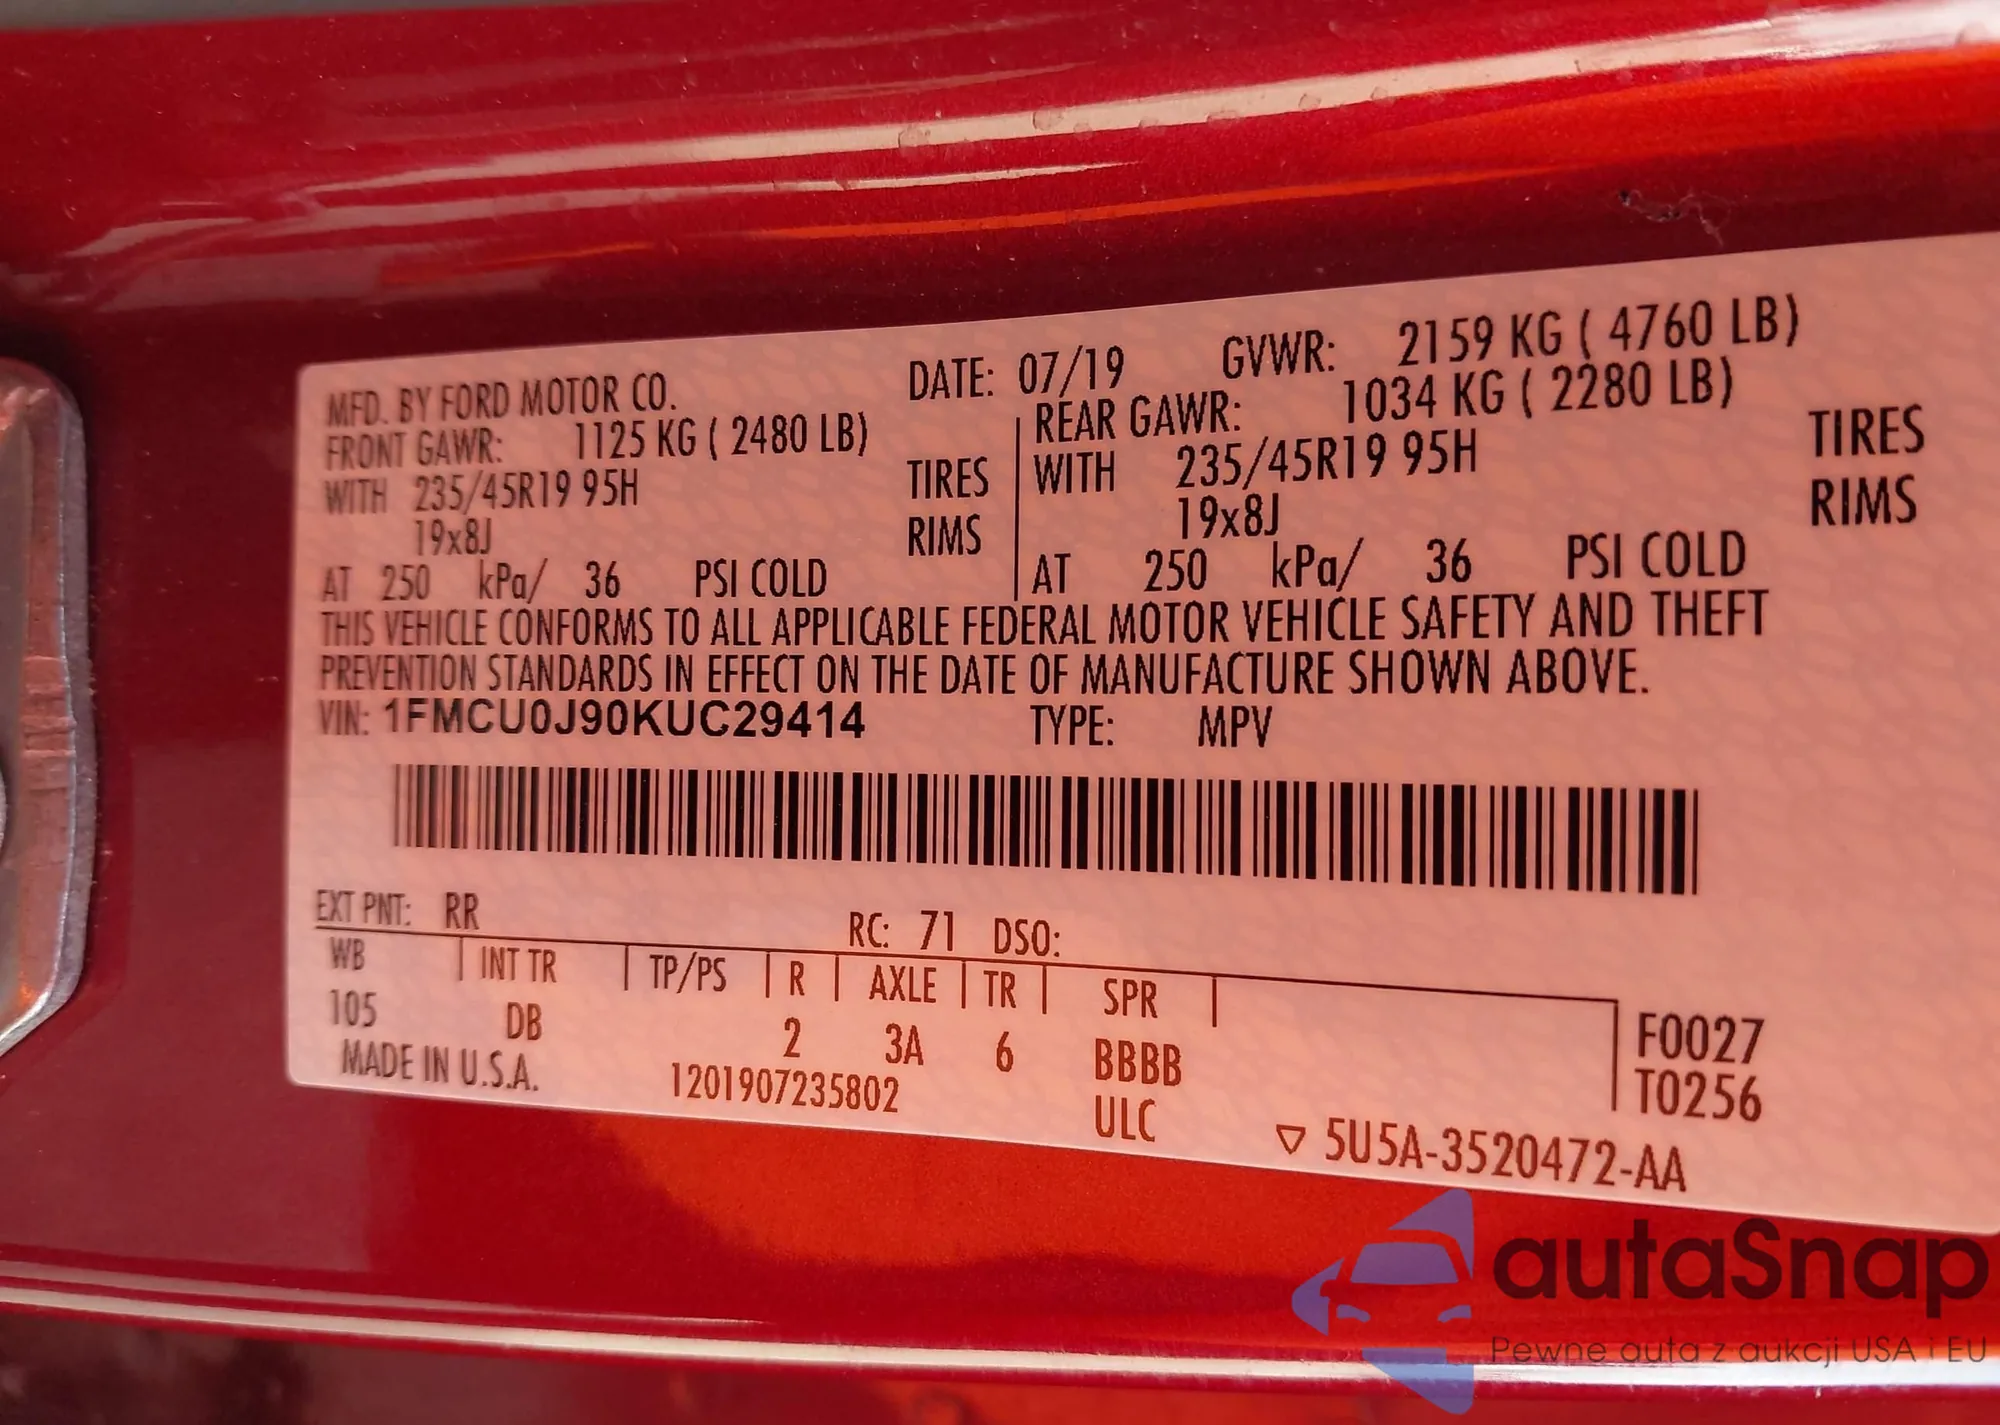 MFD. BY FORD MOTOR CO. DATE: 07/19 GVWR: 2159 KG ( 4760 LB)
FRONT GAWR: 1125 KG ( 2480 LB) REAR GAWR: 1034 KG ( 2280 LB)
WITH 235/45R19 95H TIRES WITH 235/45R19 95H TIRES
19x8J RIMS 19x8J RIMS
AT 250 kPa/ 36 PSI COLD AT 250 kPa/ 36 PSI COLD
THIS VEHICLE CONFORMS TO ALL APPLICABLE FEDERAL MOTOR VEHICLE SAFETY AND THEFT
PREVENTION STANDARDS IN EFFECT ON THE DATE OF MANUFACTURE SHOWN ABOVE.
VIN: 1FMCU0J90KUC29414 TYPE: MPV
EXT PNT: RR RC: 71 DSO:
WB INT TR TP/PS R AXLE TR SPR
105 DB 2 3A 6 BBBB F0027
MADE IN U.S.A. 1201907235802 ULC T0256
▽ 5U5A-3520472-AA
autaSnap
Pewne auta z aukcji USA i EU